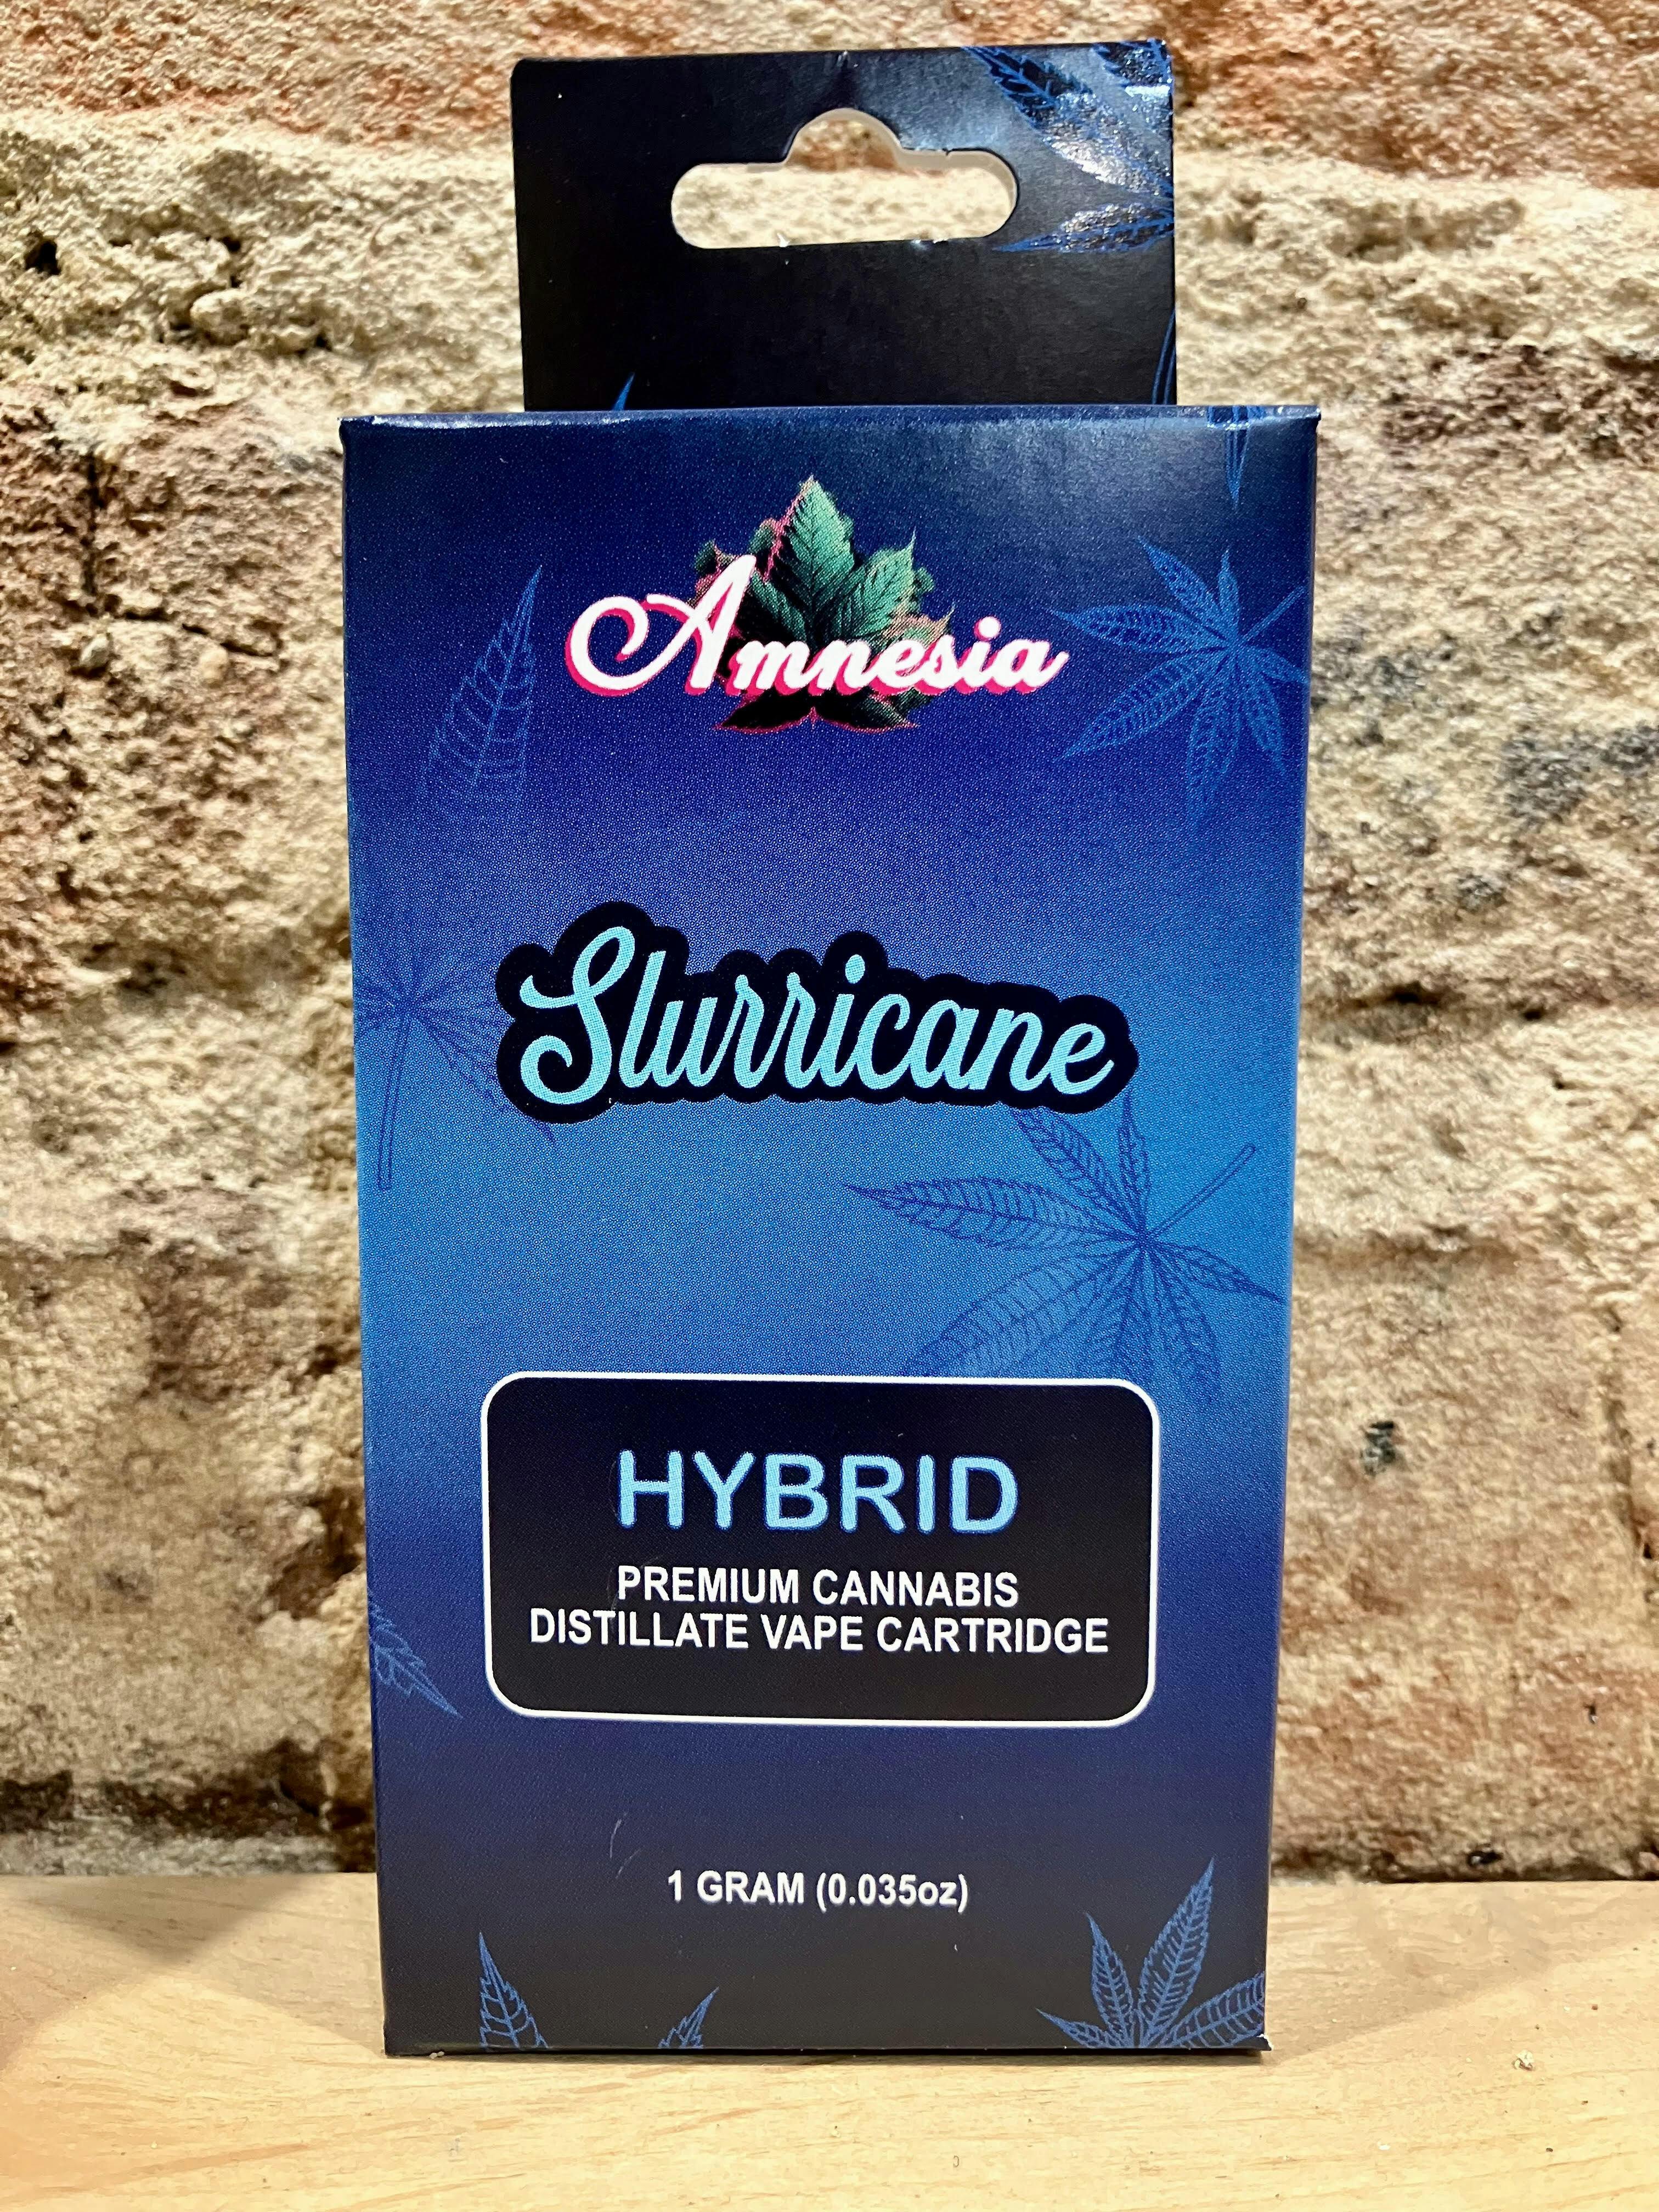 Amnesia
Slurricane
HYBRID
PREMIUM CANNABIS
DISTILLATE VAPE CARTRIDGE
1 GRAM (0.035oz)